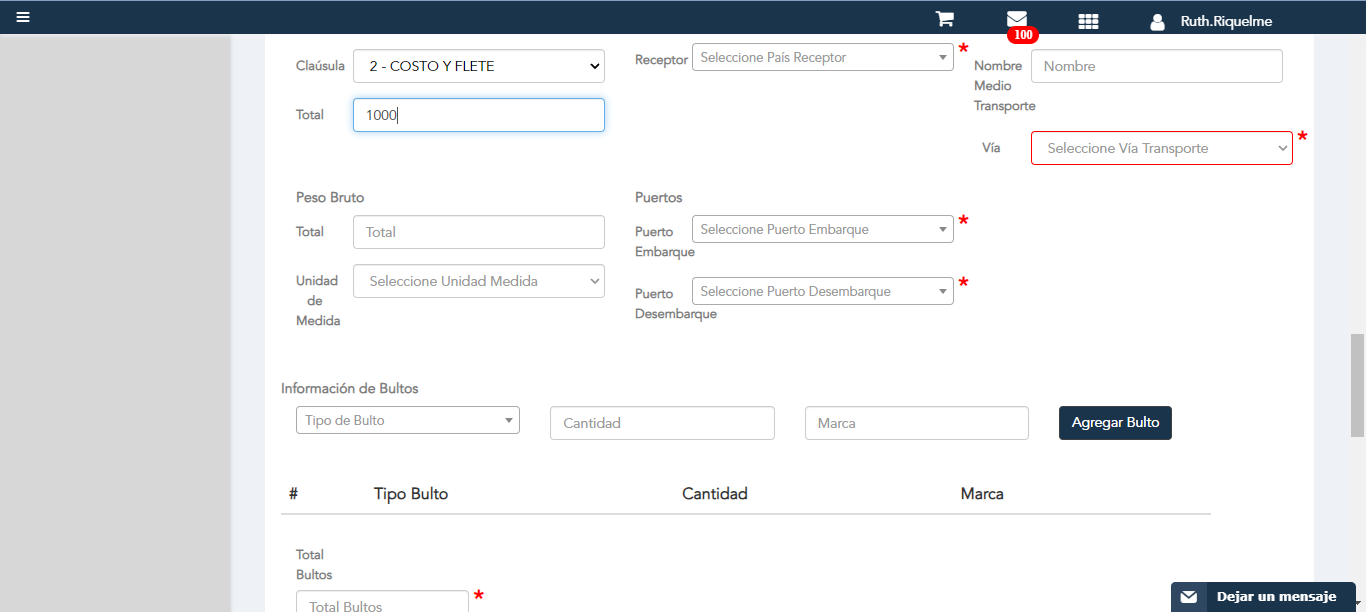 100
Ruth.Riquelme
Claúsula
2 - COSTO Y FLETE
Total
1000
Receptor
Seleccione País Receptor
*
Nombre
Medio
Transporte
Nombre
Vía
Seleccione Vía Transporte
*
Peso Bruto
Total
Total
Unidad
de
Medida
Seleccione Unidad Medida
Puertos
Puerto
Embarque
Seleccione Puerto Embarque
*
Puerto
Desembarque
Seleccione Puerto Desembarque
*
Información de Bultos
Tipo de Bulto
Cantidad
Marca
Agregar Bulto
# Tipo Bulto Cantidad Marca
Total
Bultos
Total Bultos
*
Dejar un mensaje